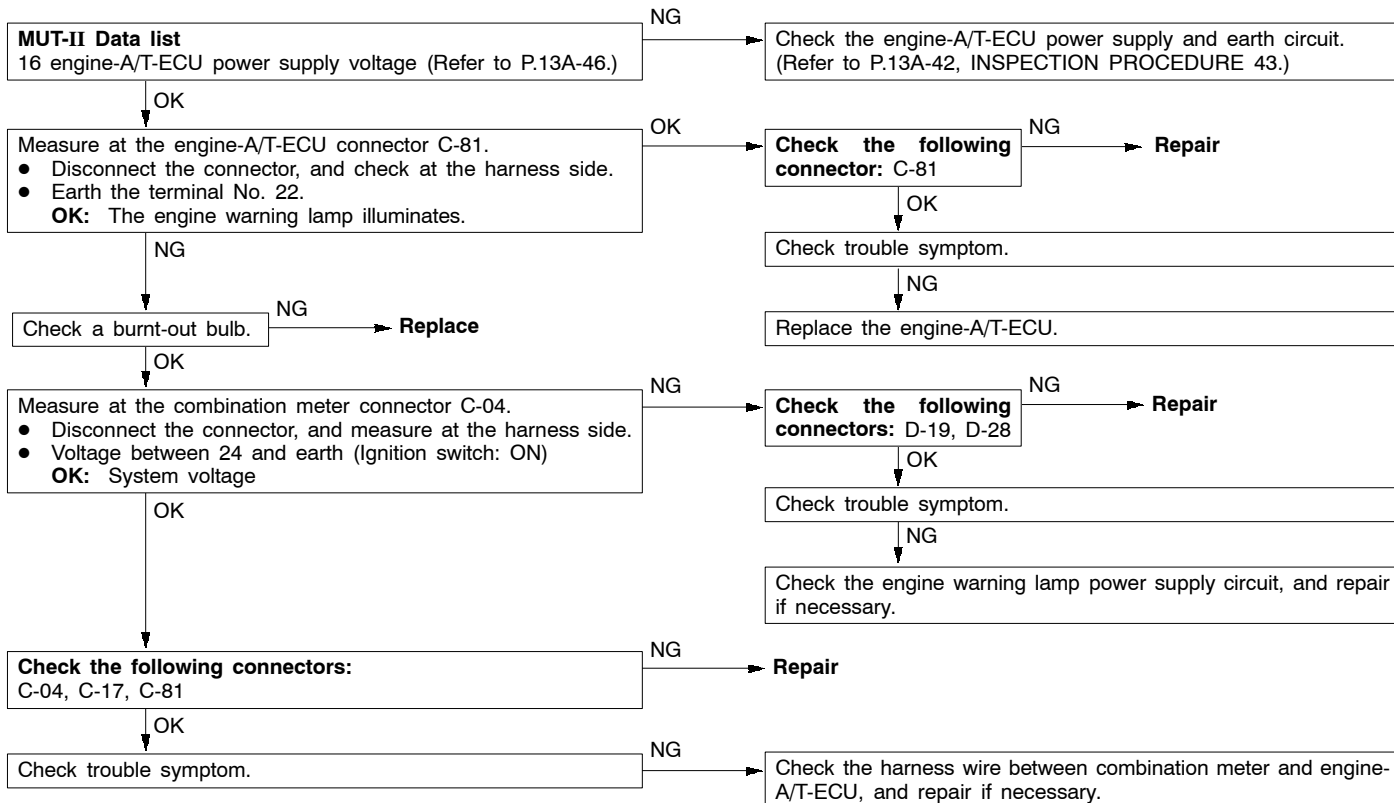 NG
MUT-II Data list
16 engine-A/T-ECU power supply voltage (Refer to P.13A-46.)
Check the engine-A/T-ECU power supply and earth circuit.
(Refer to P.13A-42, INSPECTION PROCEDURE 43.)
OK
Measure at the engine-A/T-ECU connector C-81.
● Disconnect the connector, and check at the harness side.
● Earth the terminal No. 22.
OK: The engine warning lamp illuminates.
OK
Check the following
connector: C-81
NG
Repair
OK
Check trouble symptom.
NG
Replace the engine-A/T-ECU.
NG
Check a burnt-out bulb.
NG
Replace
OK
Measure at the combination meter connector C-04.
● Disconnect the connector, and measure at the harness side.
● Voltage between 24 and earth (Ignition switch: ON)
OK: System voltage
NG
Check the following
connectors: D-19, D-28
NG
Repair
OK
Check trouble symptom.
NG
Check the engine warning lamp power supply circuit, and repair
if necessary.
OK
Check the following connectors:
C-04, C-17, C-81
NG
Repair
OK
Check trouble symptom.
NG
Check the harness wire between combination meter and engine-
A/T-ECU, and repair if necessary.